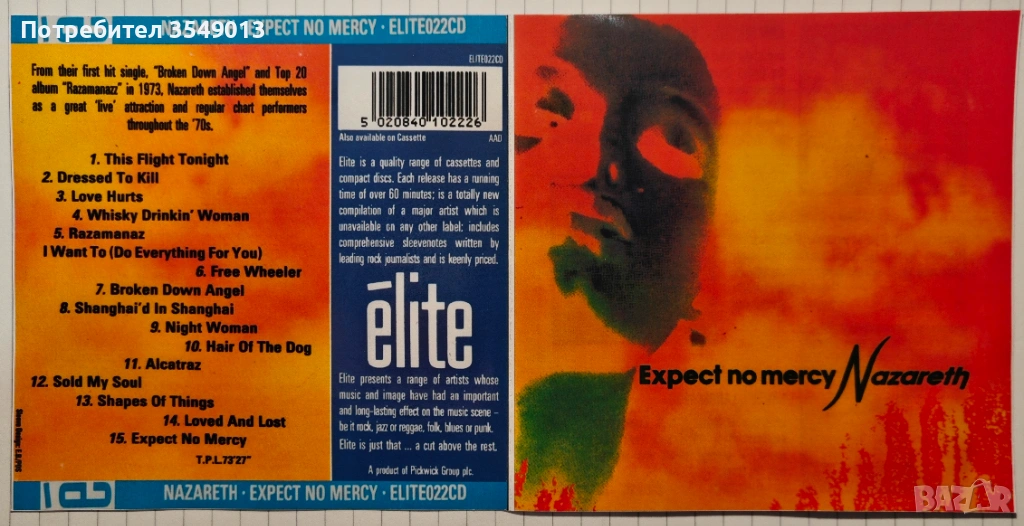 Потребител 3549013
NAZARETH · EXPECT NO MERCY · ELITE022CD
From their first hit single, "Broken Down Angel" and Top 20
album "Razamanazz" in 1973, Nazareth established themselves
as a great 'live' attraction and regular chart performers
throughout the '70s.
1. This Flight Tonight
2. Dressed To Kill
3. Love Hurts
4. Whisky Drinkin' Woman
5. Razamanaz
I Want To (Do Everything For You)
6. Free Wheeler
7. Broken Down Angel
8. Shanghai'd In Shanghai
9. Night Woman
10. Hair Of The Dog
11. Alcatraz
12. Sold My Soul
13. Shapes Of Things
14. Loved And Lost
15. Expect No Mercy
T.P.L.73'27"
ELITE022CD
5 020840 102226
Also available on Cassette AAD
Elite is a quality range of cassettes and
compact discs. Each release has a running
time of over 60 minutes; is a totally new
compilation of a major artist which is
unavailable on any other label; includes
comprehensive sleevenotes written by
leading rock journalists and is keenly priced.
élite
Elite presents a range of artists whose
music and image have had an important
and long-lasting effect on the music scene -
be it rock, jazz or reggae, folk, blues or punk.
Elite is just that ... a cut above the rest.
A product of Pickwick Group plc.
NAZARETH · EXPECT NO MERCY · ELITE022CD
Expect no mercy Nazareth
BAZAR